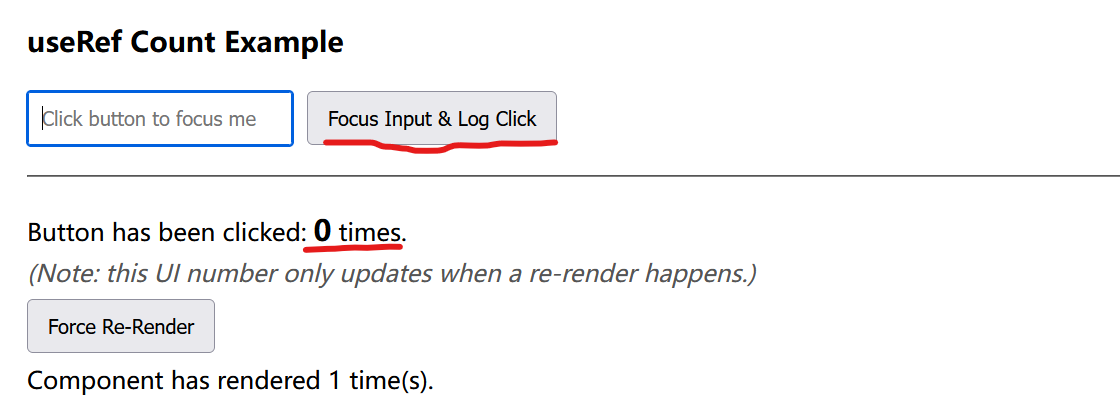 useRef Count Example
Click button to focus me Focus Input & Log Click
Button has been clicked: 0 times.
(Note: this UI number only updates when a re-render happens.)
Force Re-Render
Component has rendered 1 time(s).